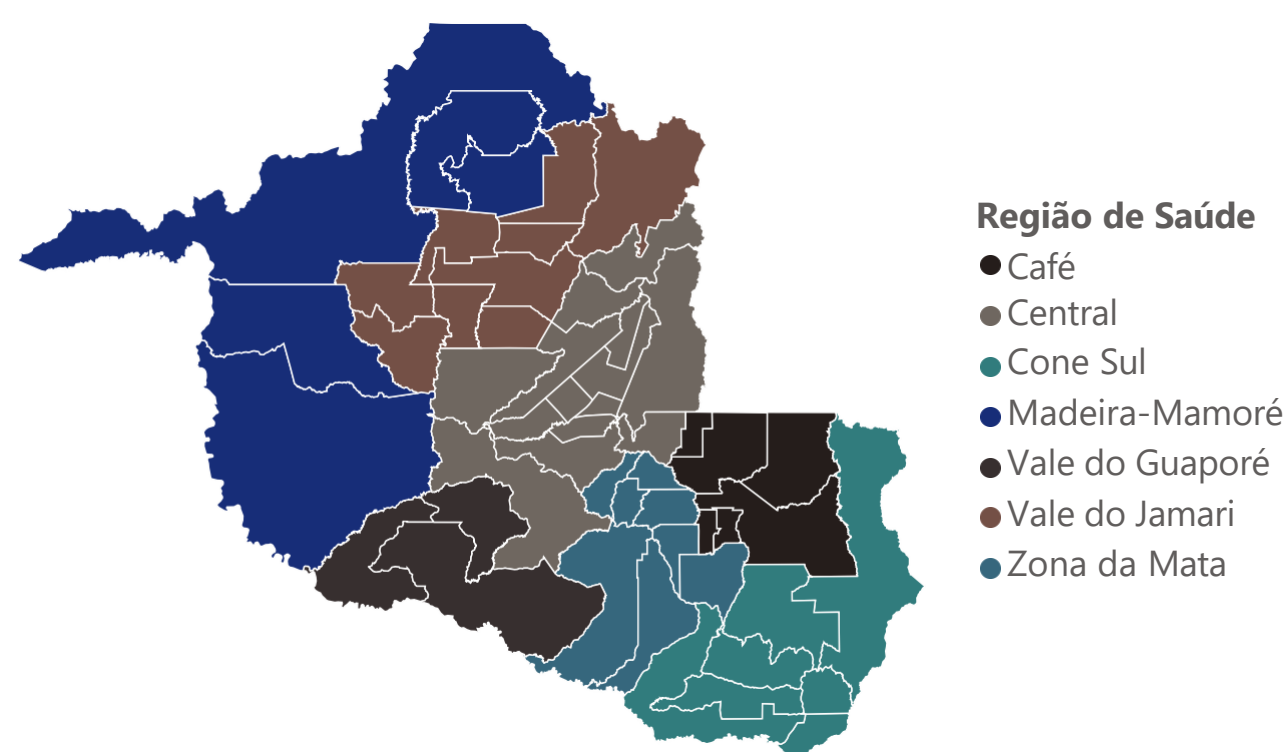 Região de Saúde
Café
Central
Cone Sul
Madeira-Mamoré
Vale do Guaporé
Vale do Jamari
Zona da Mata